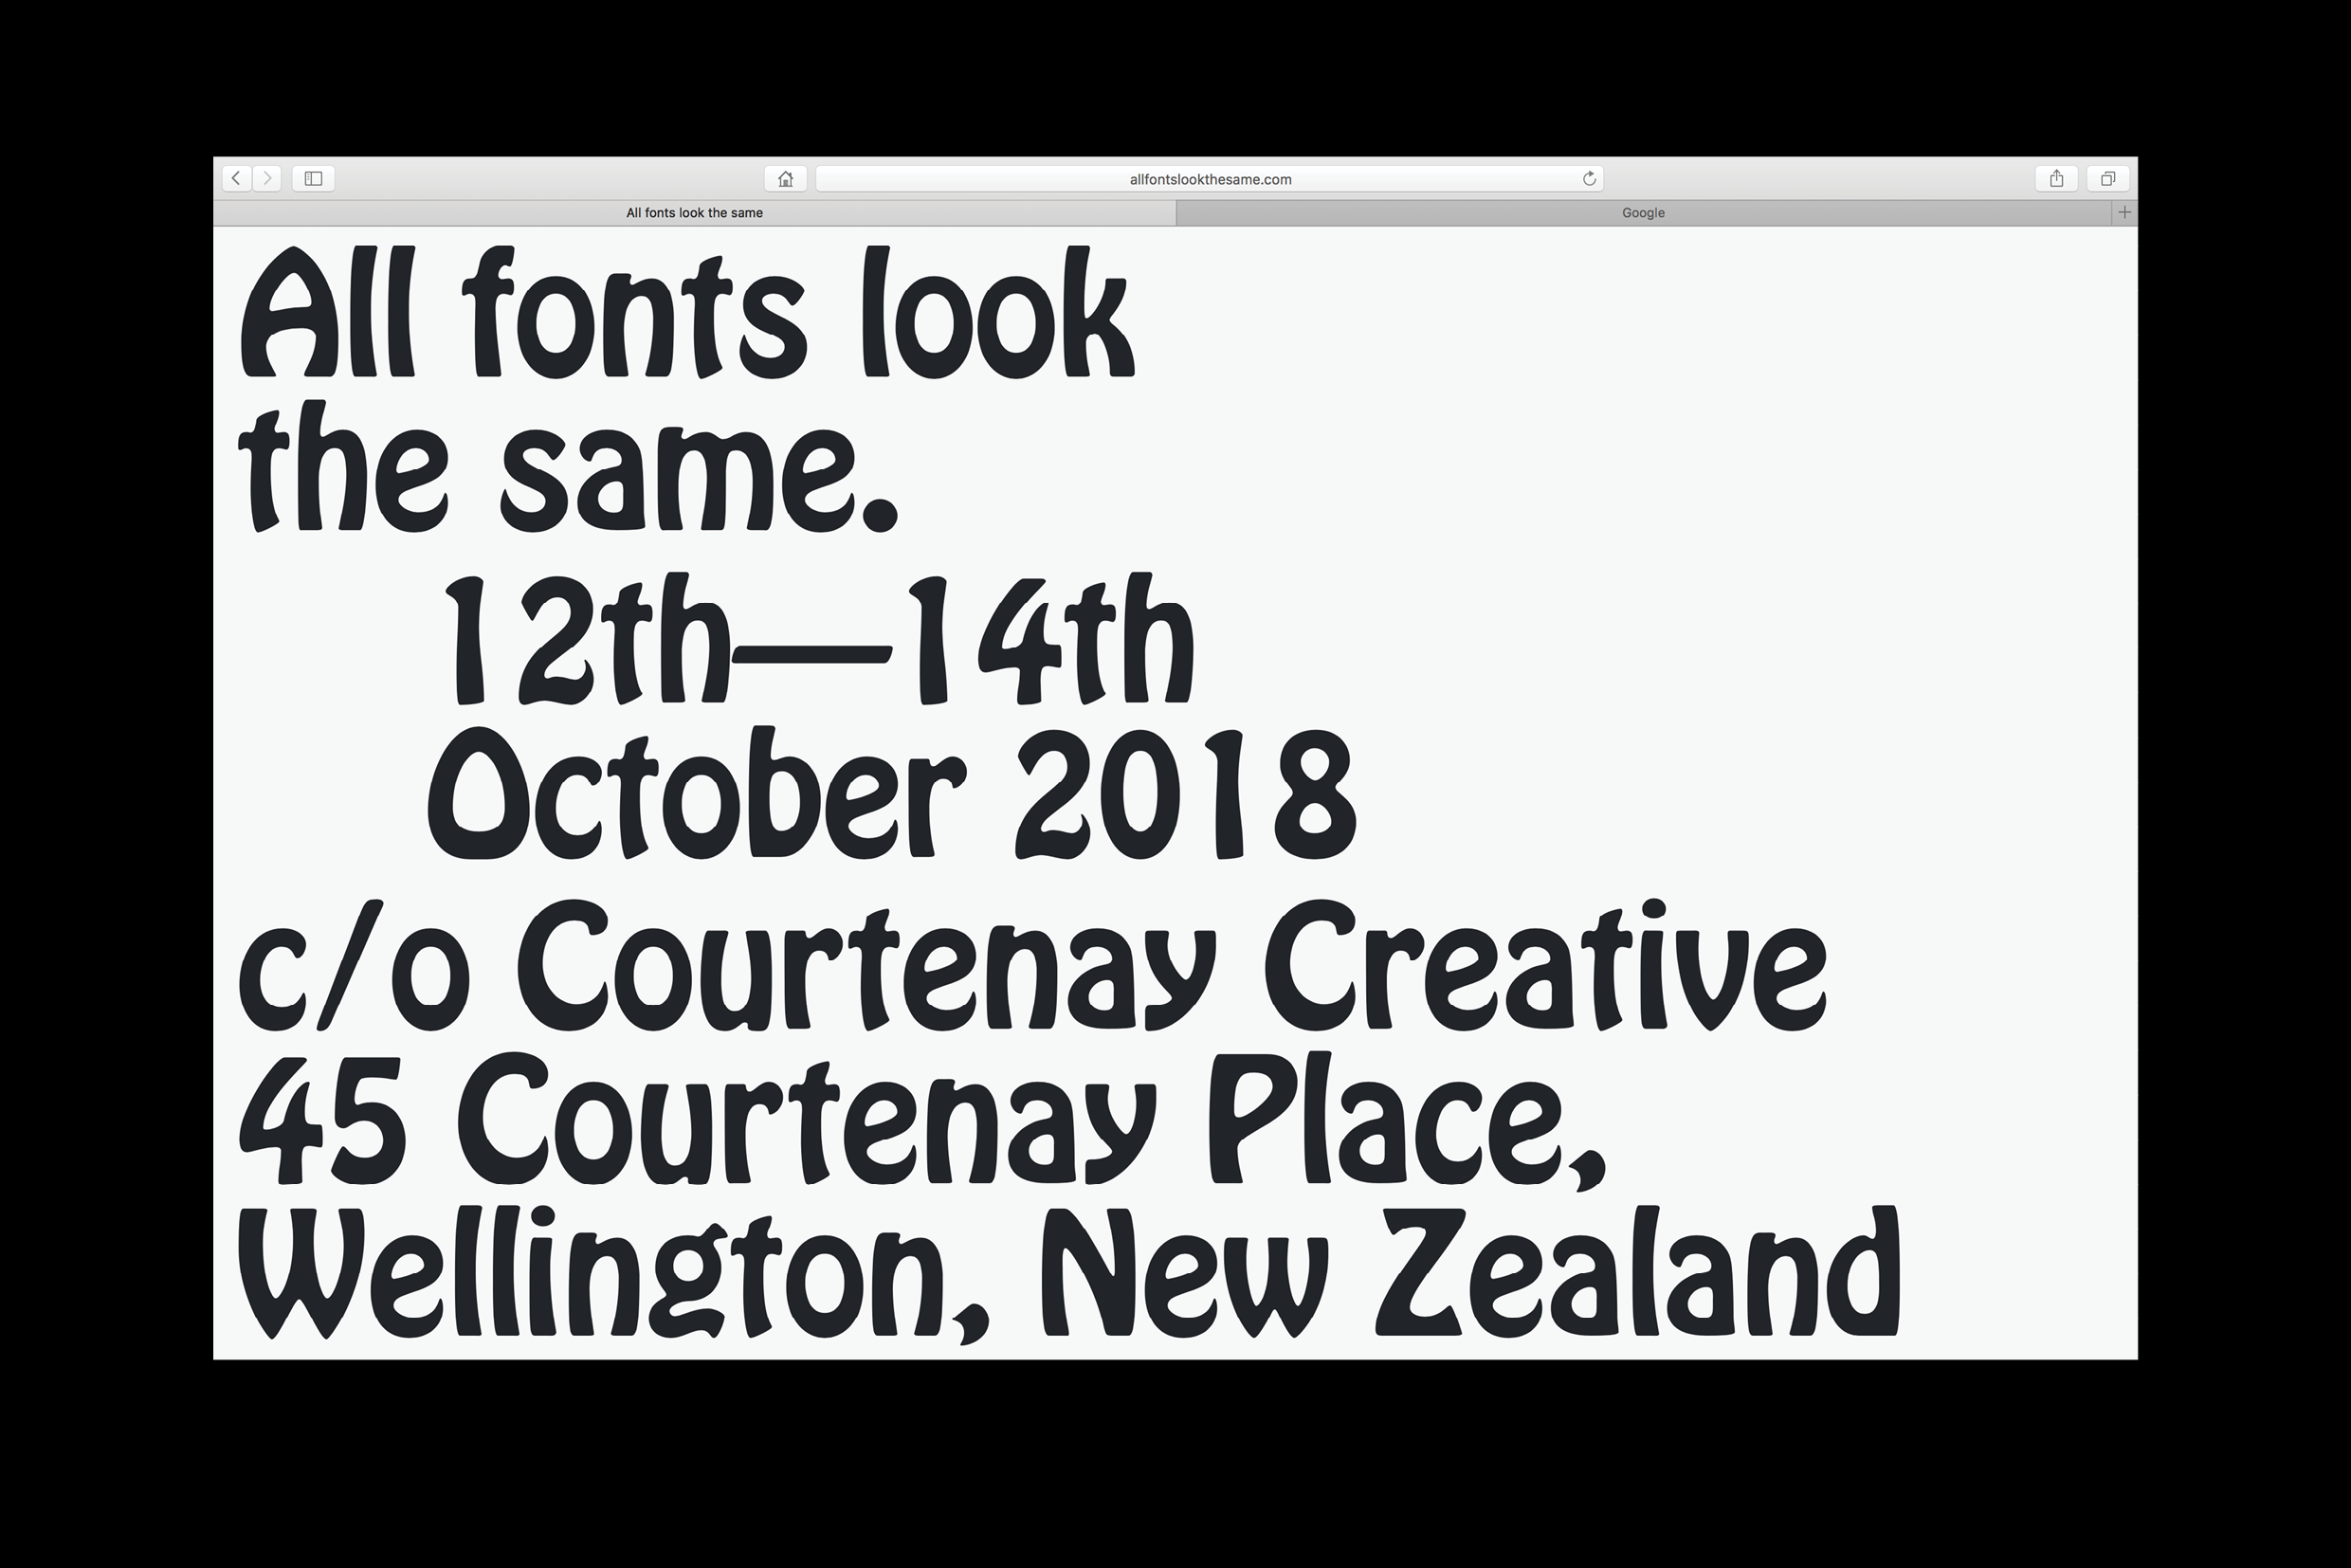 allfontslookthesame.com
All fonts look the same
Google
All fonts look
the same.
12th—14th
October 2018
c/o Courtenay Creative
45 Courtenay Place,
Wellington, New Zealand